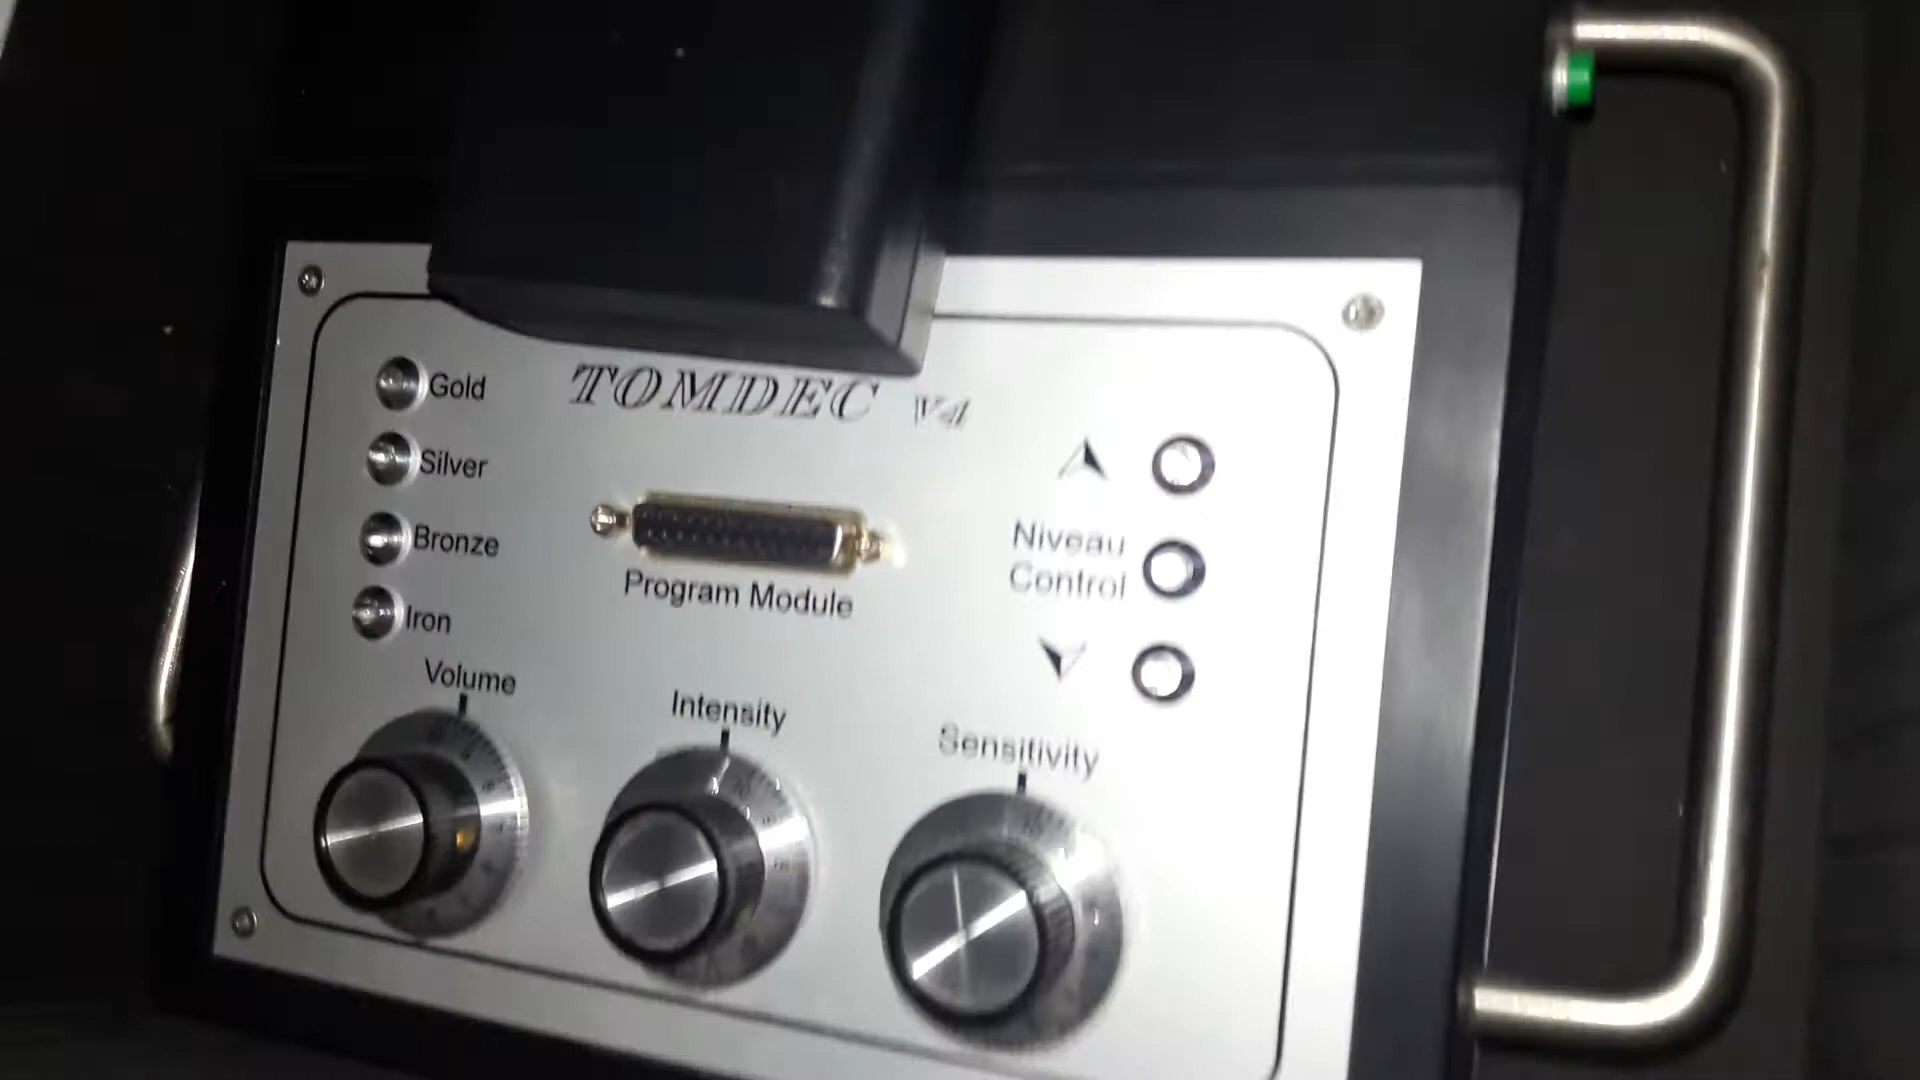 TOMDEC V4
Gold
Silver
Bronze
Iron
Program Module
Niveau
Control
Volume
Intensity
Sensitivity